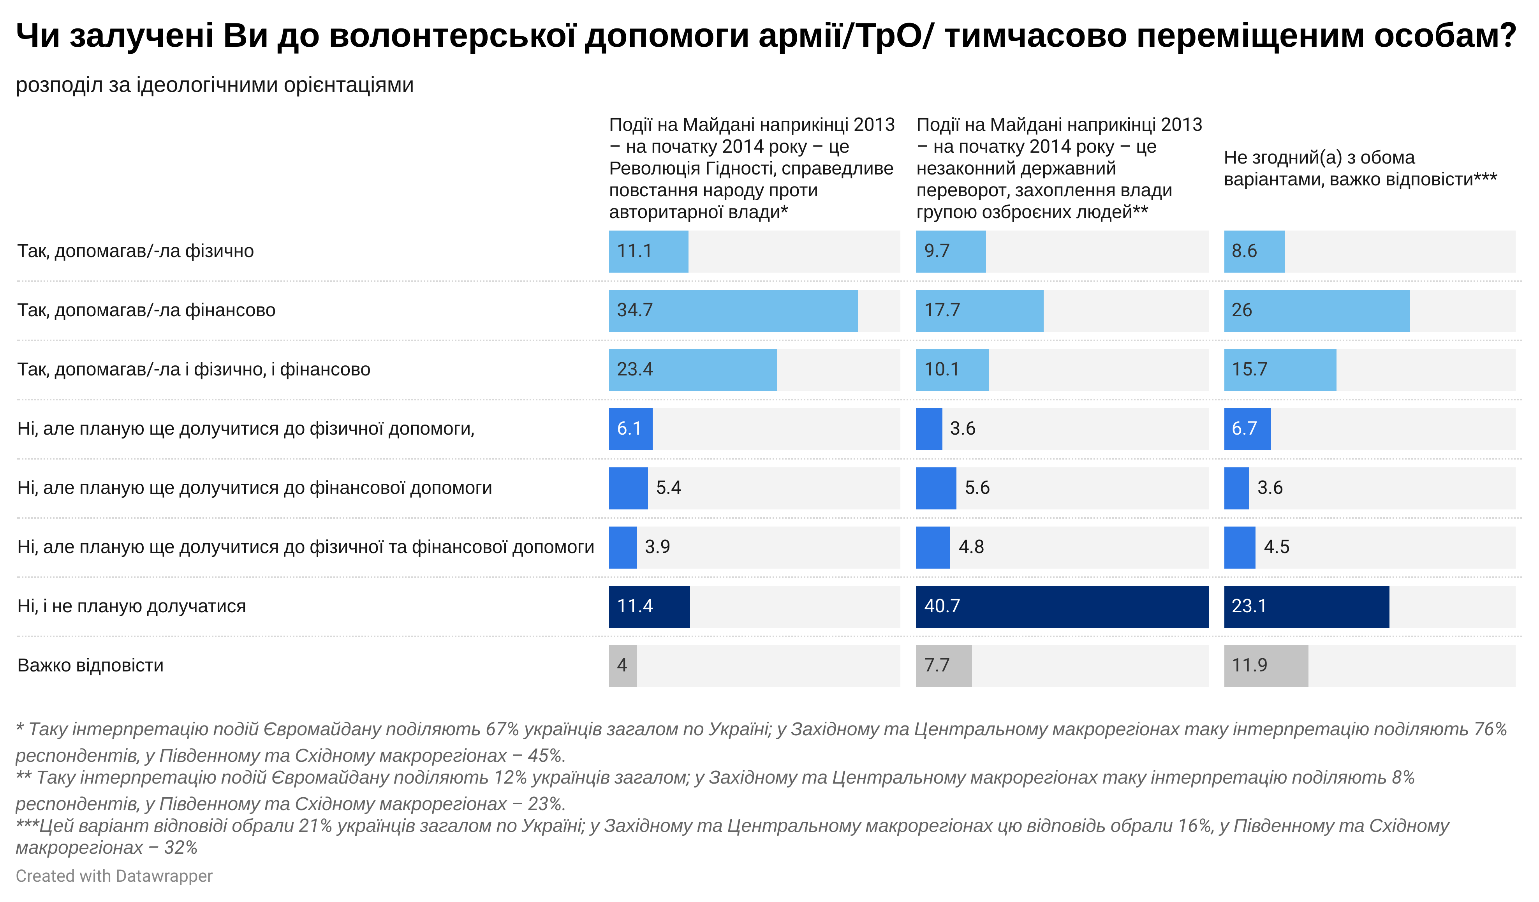 Чи залучені Ви до волонтерської допомоги армії/ТрО/ тимчасово переміщеним особам?
розподіл за ідеологічними орієнтаціями
Події на Майдані наприкінці 2013
– на початку 2014 року – це
Революція Гідності, справедливе
повстання народу проти
авторитарної влади*
Події на Майдані наприкінці 2013
– на початку 2014 року – це
незаконний державний
переворот, захоплення влади
групою озброєних людей**
Не згодний(а) з обома
варіантами, важко відповісти***
Так, допомагав/-ла фізично
11.1
9.7
8.6
Так, допомагав/-ла фінансово
34.7
17.7
26
Так, допомагав/-ла і фізично, і фінансово
23.4
10.1
15.7
Ні, але планую ще долучитися до фізичної допомоги,
6.1
3.6
6.7
Ні, але планую ще долучитися до фінансової допомоги
5.4
5.6
3.6
Ні, але планую ще долучитися до фізичної та фінансової допомоги
3.9
4.8
4.5
Ні, і не планую долучатися
11.4
40.7
23.1
Важко відповісти
4
7.7
11.9
* Таку інтерпретацію подій Євромайдану поділяють 67% українців загалом по Україні; у Західному та Центральному макрорегіонах таку інтерпретацію поділяють 76%
респондентів, у Південному та Східному макрорегіонах – 45%.
** Таку інтерпретацію подій Євромайдану поділяють 12% українців загалом; у Західному та Центральному макрорегіонах таку інтерпретацію поділяють 8%
респондентів, у Південному та Східному макрорегіонах – 23%.
***Цей варіант відповіді обрали 21% українців загалом по Україні; у Західному та Центральному макрорегіонах цю відповідь обрали 16%, у Південному та Східному
макрорегіонах – 32%
Created with Datawrapper